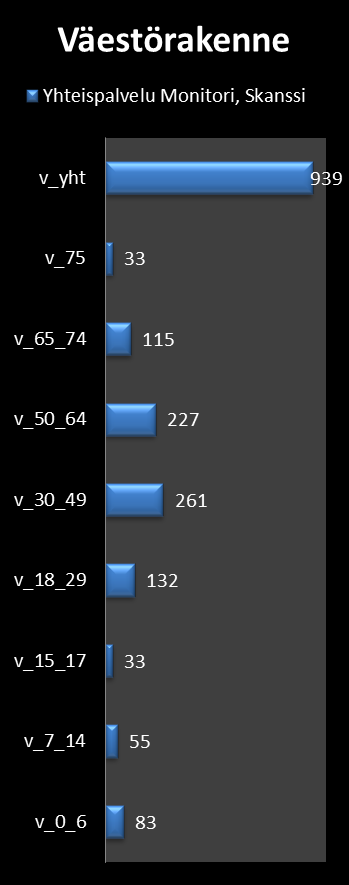 Väestörakenne
Yhteispalvelu Monitori, Skanssi
v_yht 939
v_75 33
v_65_74 115
v_50_64 227
v_30_49 261
v_18_29 132
v_15_17 33
v_7_14 55
v_0_6 83